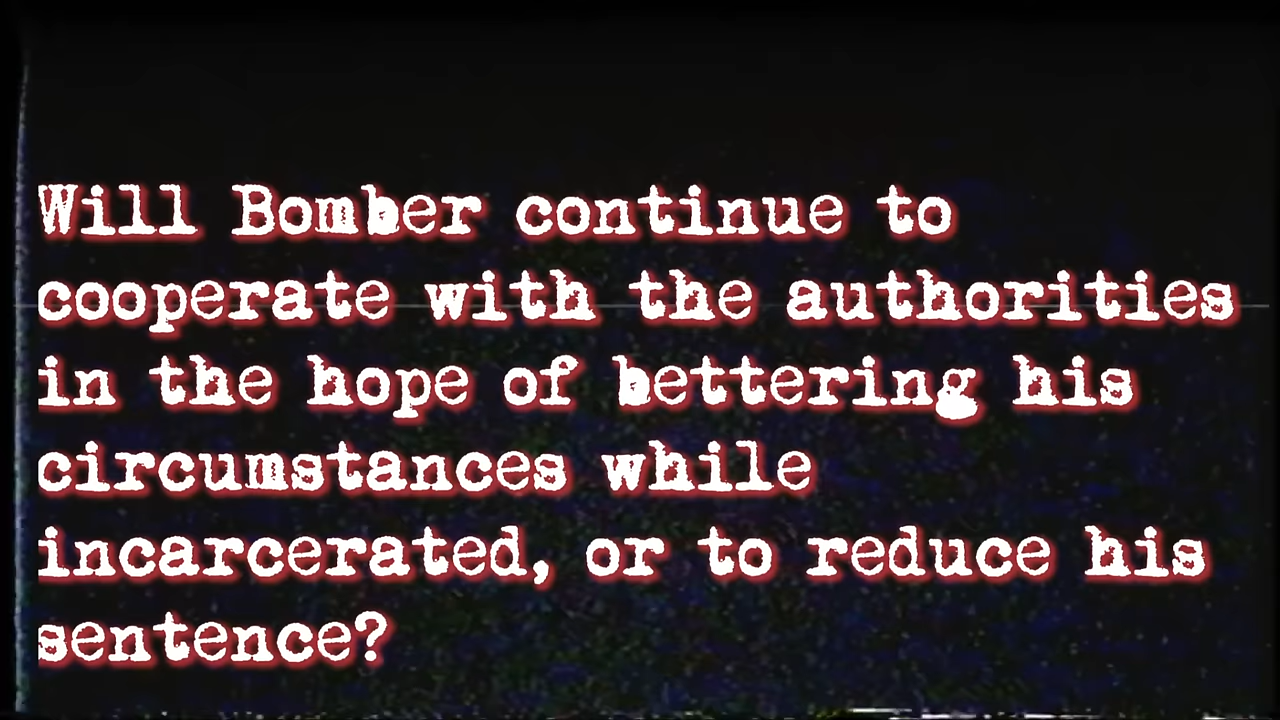 Will Bomber continue to
cooperate with the authorities
in the hope of bettering his
circumstances while
incarcerated, or to reduce his
sentence?